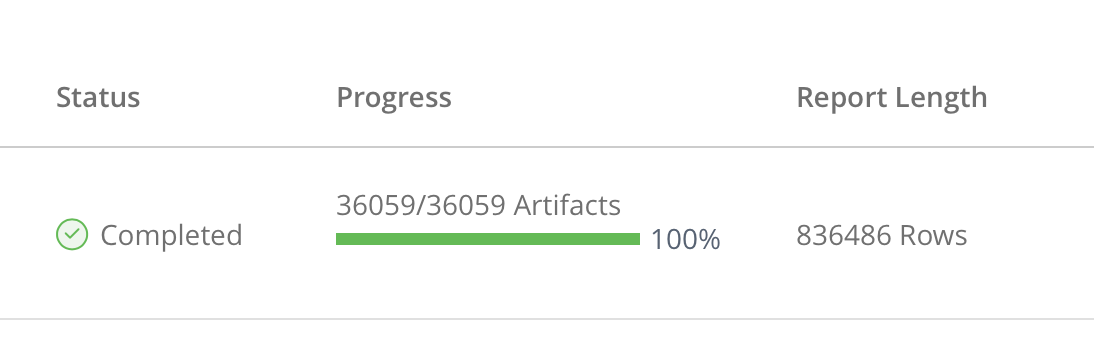 Status Progress Report Length
36059/36059 Artifacts
Completed 100% 836486 Rows